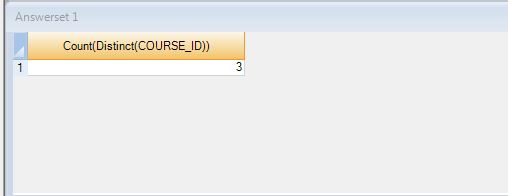 Answerset 1
Count(Distinct(COURSE_ID))
1 3